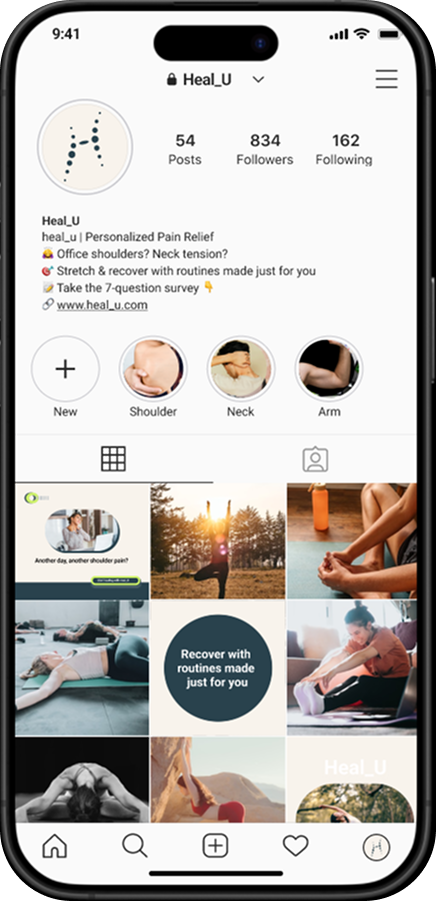 9:41
Heal_U
54 834 162
Posts Followers Following
Heal_U
heal_u | Personalized Pain Relief
Office shoulders? Neck tension?
Stretch & recover with routines made just for you
Take the 7-question survey
www.heal_u.com
New Shoulder Neck Arm
Another day, another shoulder pain?
Recover with
routines made
just for you
Heal_U